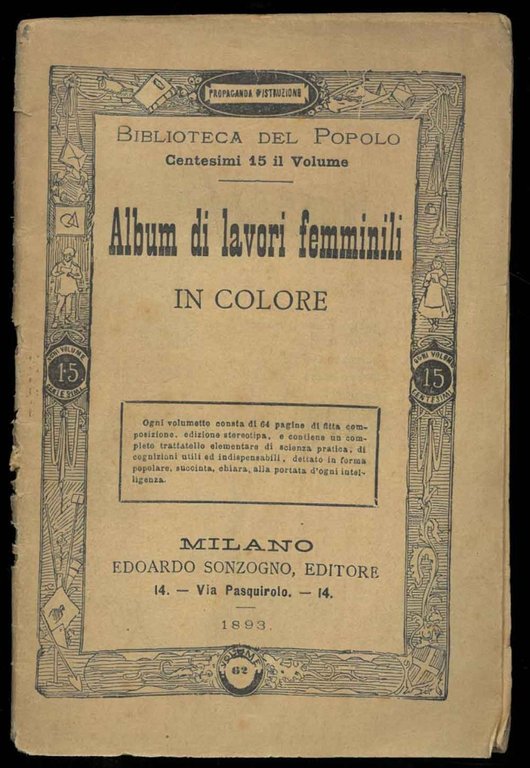 PROPAGANDA D'ISTRUZIONE
BIBLIOTECA DEL POPOLO
Centesimi 15 il Volume
Album di lavori femminili
IN COLORE
OGNI VOLUME
15
CENTESIMI
OGNI VOLUME
15
CENTESIMI
Ogni volumetto consta di 64 pagine di fitta com-
posizione, edizione stereotipa, e contiene un com-
pleto trattatello elementare di scienza pratica, di
cognizioni utili ed indispensabili, dettato in forma
popolare, succinta, chiara, alla portata d'ogni intel-
ligenza.
MILANO
EDOARDO SONZOGNO, EDITORE
14. — Via Pasquirolo. — 14.
1893.
VOLUME
62